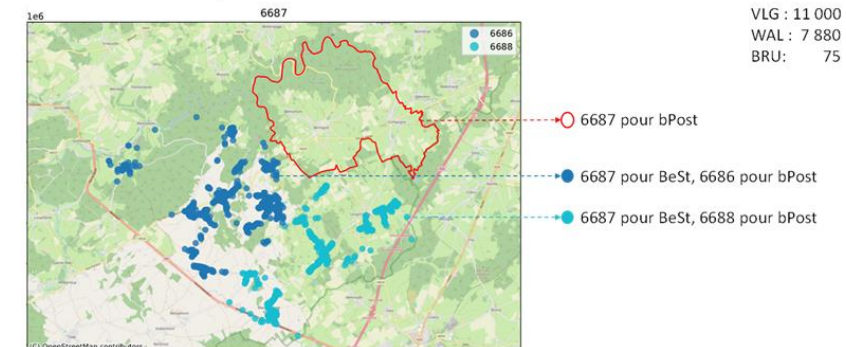 6687
1e6
6686
6688
VLG : 11 000
WAL : 7 880
BRU: 75
6687 pour bPost
6687 pour BeSt, 6686 pour bPost
6687 pour BeSt, 6688 pour bPost
(C) OpenStreetMap contributors